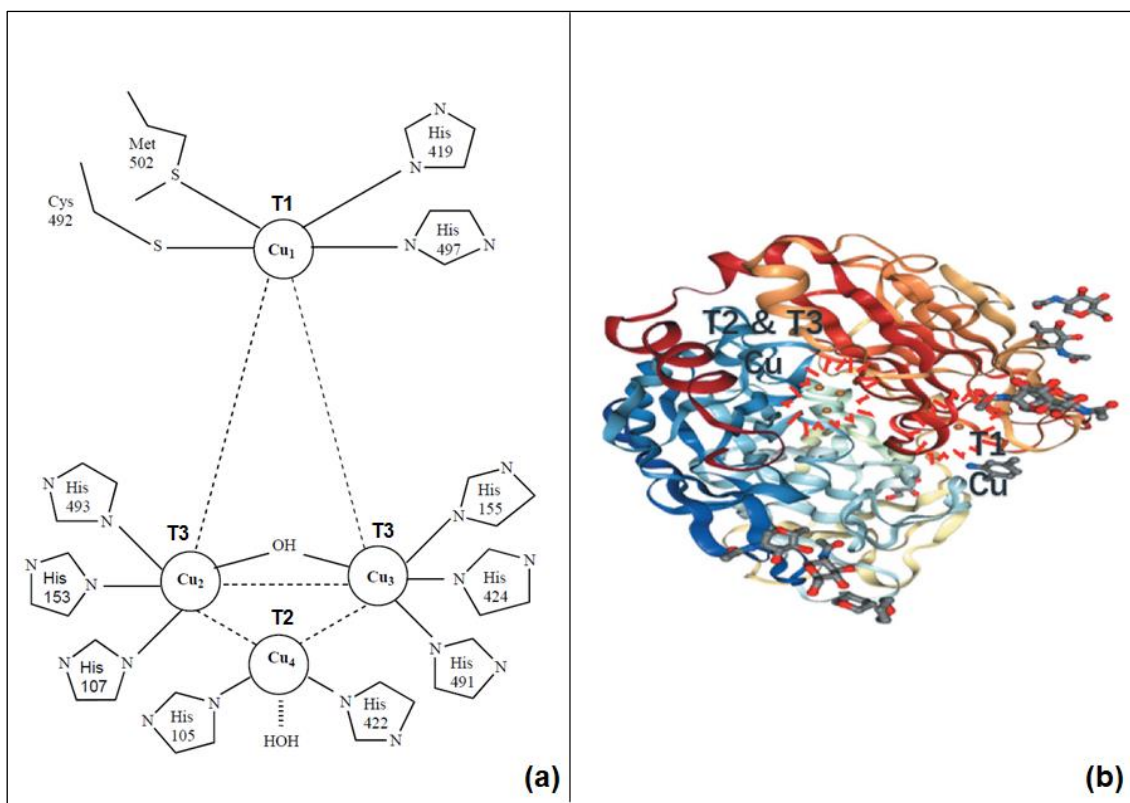 Met
502
N
His
419
N
Cys
492
S
T1
S
Cu1
N
His
497
N
N
His
493
N
N
His
155
N
T3
T3
OH
N
His
153
N
Cu2
Cu3
N
His
424
N
T2
N
His
107
N
Cu4
N
His
491
N
N
His
105
N
N
His
422
N
HOH
(a)
T2 & T3
Cu
T1
Cu
(b)